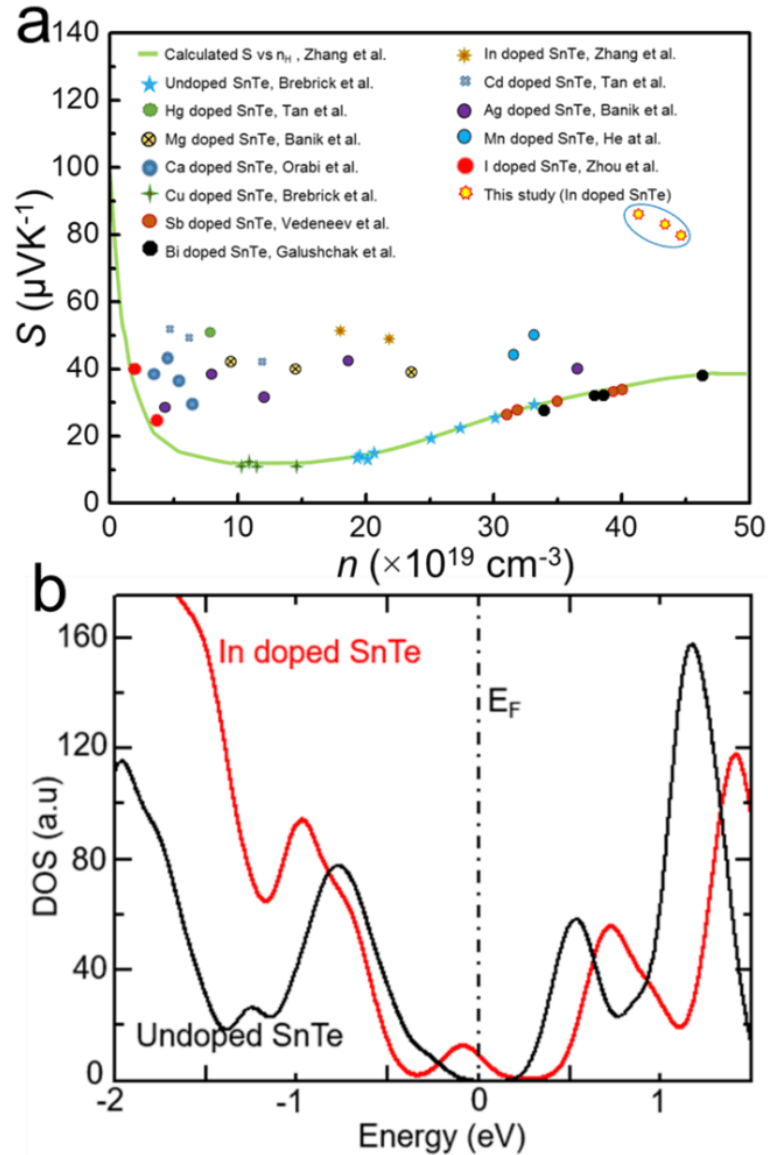 a
140
120
100
80
60
40
20
0
S (μVK⁻¹)
Calculated S vs n_H , Zhang et al.
Undoped SnTe, Brebrick et al.
Hg doped SnTe, Tan et al.
Mg doped SnTe, Banik et al.
Ca doped SnTe, Orabi et al.
Cu doped SnTe, Brebrick et al.
Sb doped SnTe, Vedeneev et al.
Bi doped SnTe, Galushchak et al.
In doped SnTe, Zhang et al.
Cd doped SnTe, Tan et al.
Ag doped SnTe, Banik et al.
Mn doped SnTe, He at al.
I doped SnTe, Zhou et al.
This study (In doped SnTe)
0 10 20 30 40 50
n (×10¹⁹ cm⁻³)
b
160
120
80
40
0
DOS (a.u)
In doped SnTe
E_F
Undoped SnTe
-2 -1 0 1
Energy (eV)